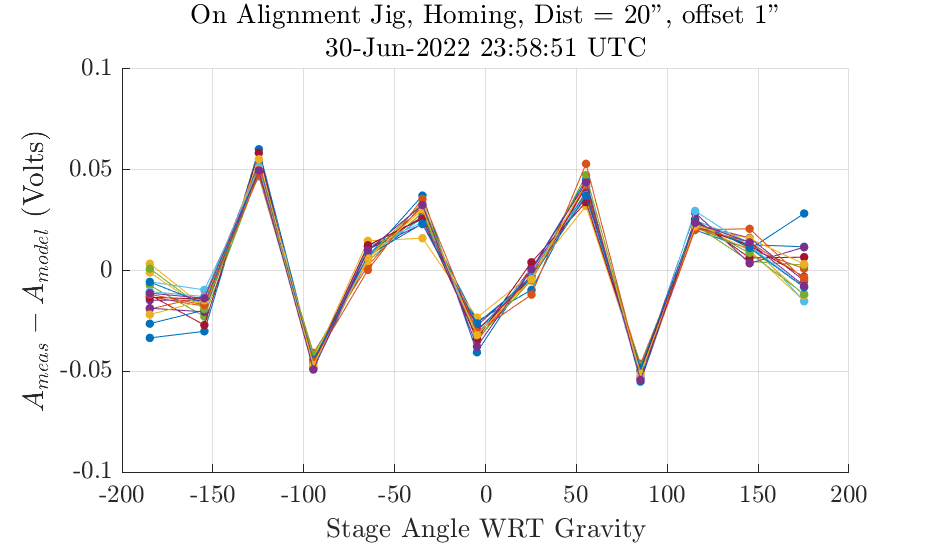 On Alignment Jig, Homing, Dist = 20”, offset 1”
30-Jun-2022 23:58:51 UTC
A_meas − A_model (Volts)
0.1
0.05
0
-0.05
-0.1
-200 -150 -100 -50 0 50 100 150 200
Stage Angle WRT Gravity